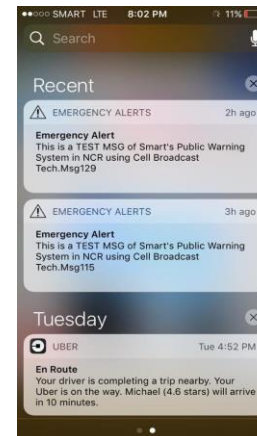 ●●○○○ SMART LTE 8:02 PM 11%
Search
Recent
EMERGENCY ALERTS 2h ago
Emergency Alert
This is a TEST MSG of Smart's Public Warning
System in NCR using Cell Broadcast
Tech.Msg129
EMERGENCY ALERTS 3h ago
Emergency Alert
This is a TEST MSG of Smart's Public Warning
System in NCR using Cell Broadcast
Tech.Msg115
Tuesday
UBER Tue 4:52 PM
En Route
Your driver is completing a trip nearby. Your
Uber is on the way. Michael (4.6 stars) will arrive
in 10 minutes.